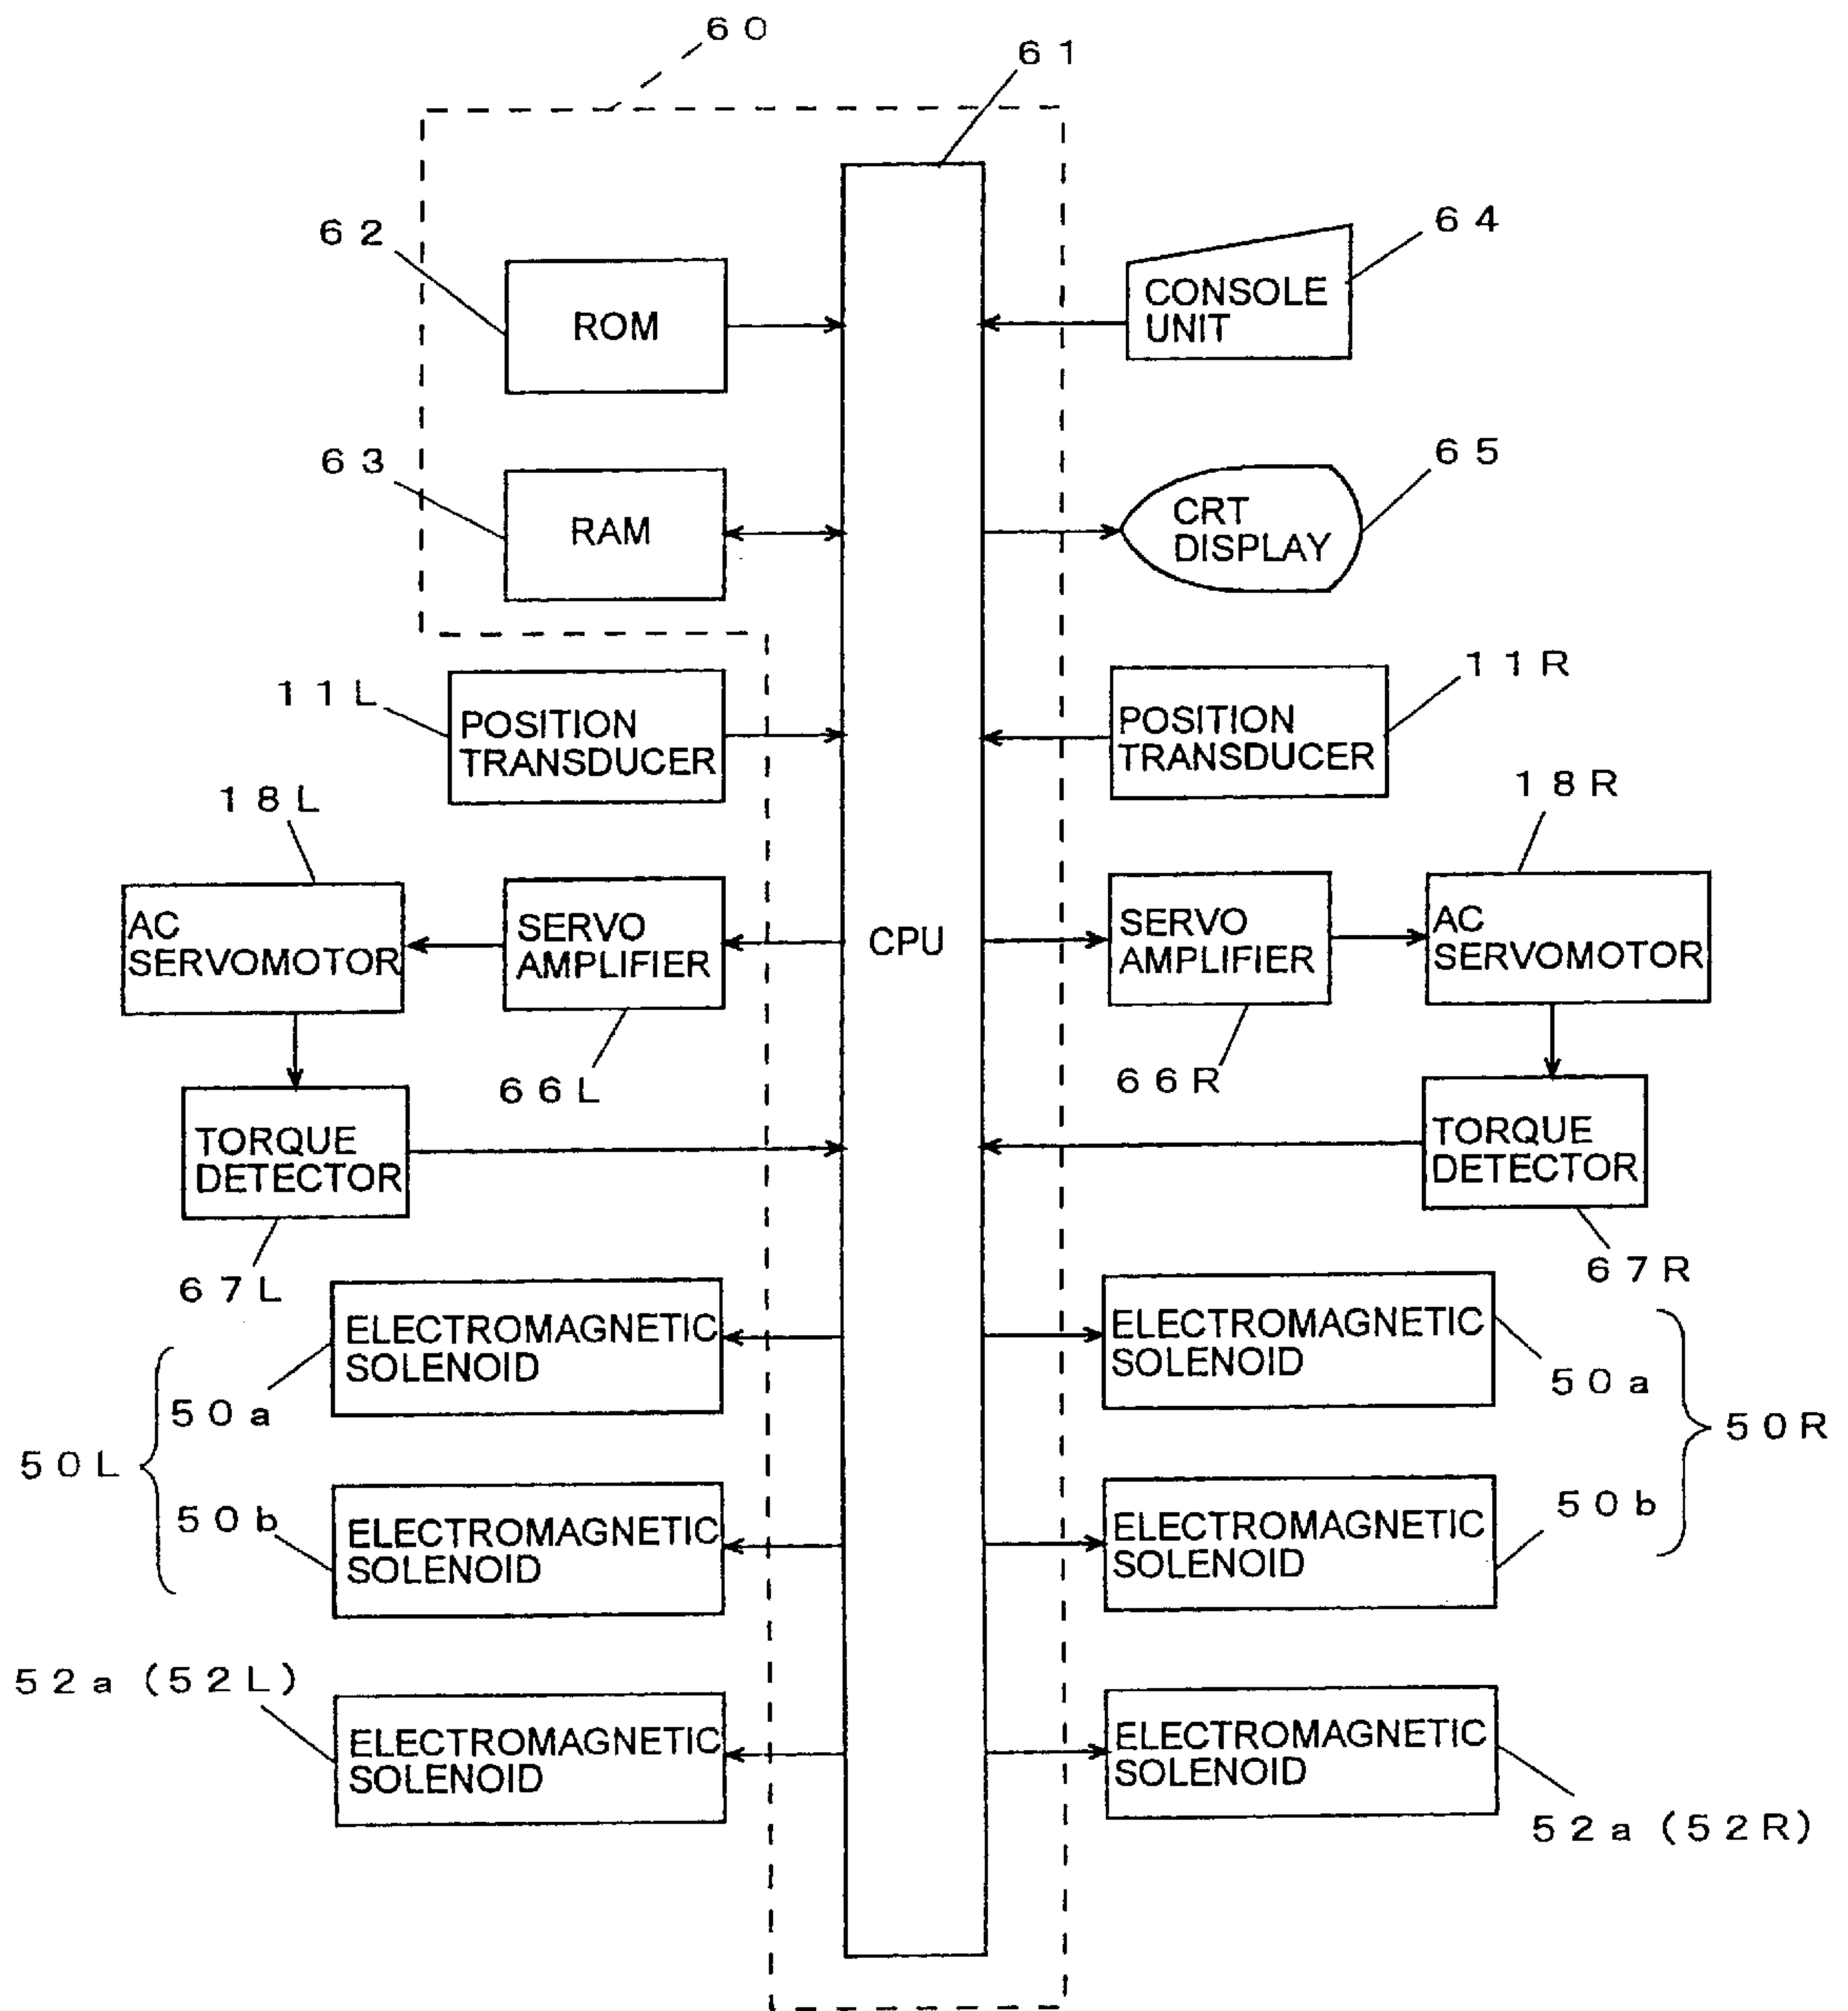 60
61
62
ROM
64
CONSOLE
UNIT
63
RAM
65
CRT
DISPLAY
11L
POSITION
TRANSDUCER
11R
POSITION
TRANSDUCER
18L
AC
SERVOMOTOR
SERVO
AMPLIFIER
66L
CPU
SERVO
AMPLIFIER
66R
18R
AC
SERVOMOTOR
TORQUE
DETECTOR
67L
TORQUE
DETECTOR
67R
ELECTROMAGNETIC
SOLENOID
50a
50L
ELECTROMAGNETIC
SOLENOID
50a
50R
50b
ELECTROMAGNETIC
SOLENOID
ELECTROMAGNETIC
SOLENOID
50b
52a (52L)
ELECTROMAGNETIC
SOLENOID
ELECTROMAGNETIC
SOLENOID
52a (52R)